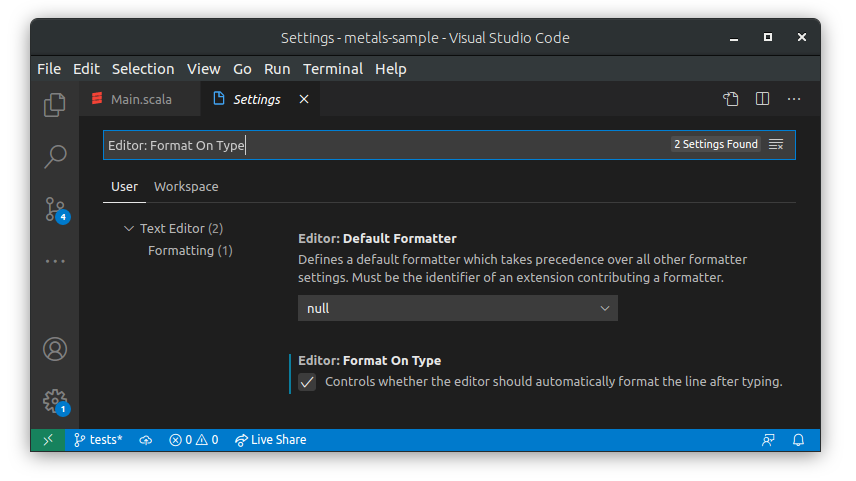 Settings - metals-sample - Visual Studio Code
File Edit Selection View Go Run Terminal Help
Main.scala Settings
Editor: Format On Type 2 Settings Found
User Workspace
Text Editor (2)
Formatting (1)
Editor: Default Formatter
Defines a default formatter which takes precedence over all other formatter
settings. Must be the identifier of an extension contributing a formatter.
null
Editor: Format On Type
Controls whether the editor should automatically format the line after typing.
4
1
tests* 0 0 Live Share